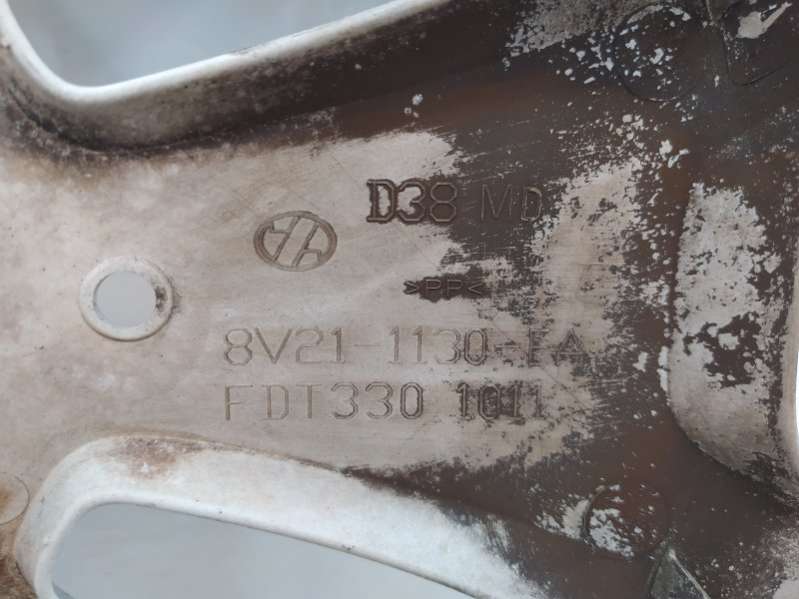 D38 MD
>PP<
8V21-1130-EA
FDT330 1011